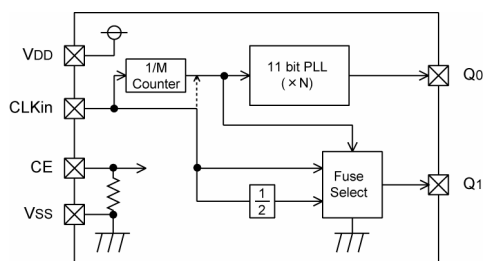 VDD
1/M
Counter
11 bit PLL
(×N)
Q0
CLKin
CE
Fuse
Select
Q1
1
2
VSS